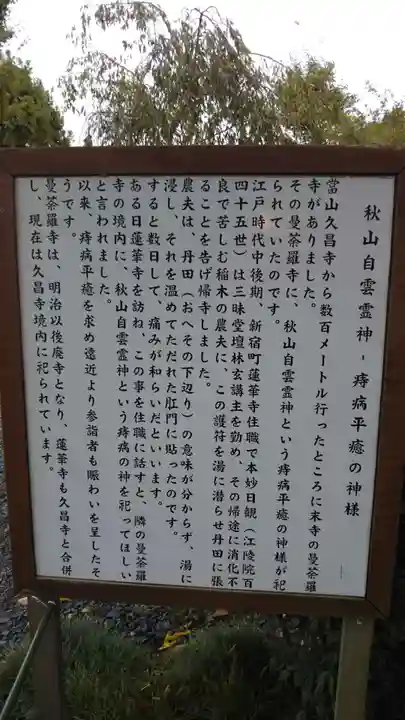 秋山自雲霊神 - 痔病平癒の神様
當山久昌寺から数百メートル行ったところに末寺の曼荼羅
寺がありました。
その曼荼羅寺に、秋山自雲霊神という痔病平癒の神様が祀
られていたのです。
江戸時代中後期、新宿町蓮華寺住職で本妙日観（江陵院百
四十五世）は三昧堂壇林玄講主を勤め、その帰途に消化不
良で苦しむ稲木の農夫に、この護符を湯に潜らせ丹田に張
ることを告げ帰寺しました。
農夫は、丹田（おへその下辺り）の意味が分からず、湯に
浸し、それを温めてただれた肛門に貼ったのです。
すると数日して、痛みが和らいだといいます。
ある日蓮華寺を訪ね、この事を住職に話すと、隣の曼荼羅
寺の境内に、秋山自雲霊神という痔病の神を祀ってほしい
と言われました。
以来、痔病平癒を求め遠近より参詣者も賑わいを呈したそ
うです。
曼荼羅寺は、明治以後廃寺となり、蓮華寺も久昌寺と合併
し、現在は久昌寺境内に祀られています。